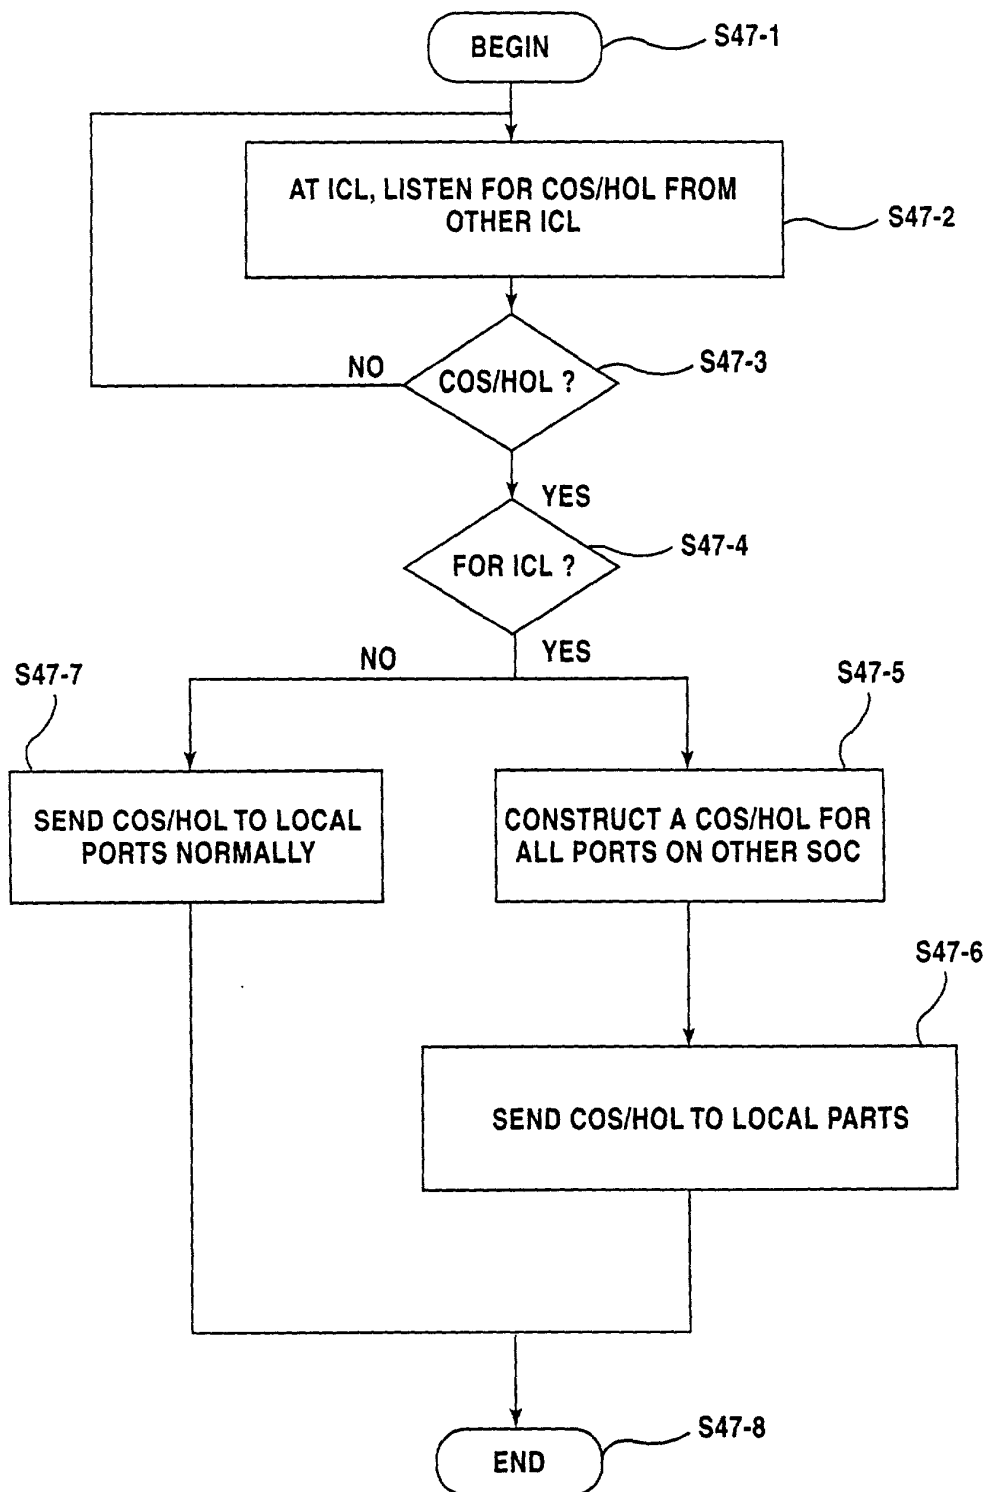 BEGIN
S47-1
AT ICL, LISTEN FOR COS/HOL FROM
OTHER ICL
S47-2
NO
COS/HOL ?
S47-3
YES
FOR ICL ?
S47-4
NO
YES
S47-7
S47-5
SEND COS/HOL TO LOCAL
PORTS NORMALLY
CONSTRUCT A COS/HOL FOR
ALL PORTS ON OTHER SOC
S47-6
SEND COS/HOL TO LOCAL PARTS
END
S47-8